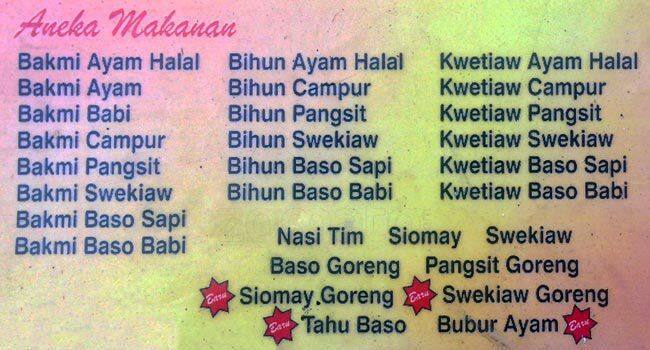 Aneka Makanan
Bakmi Ayam Halal
Bakmi Ayam
Bakmi Babi
Bakmi Campur
Bakmi Pangsit
Bakmi Swekiaw
Bakmi Baso Sapi
Bakmi Baso Babi
Bihun Ayam Halal
Bihun Campur
Bihun Pangsit
Bihun Swekiaw
Bihun Baso Sapi
Bihun Baso Babi
Kwetiaw Ayam Halal
Kwetiaw Campur
Kwetiaw Pangsit
Kwetiaw Swekiaw
Kwetiaw Baso Sapi
Kwetiaw Baso Babi
Nasi Tim Siomay Swekiaw
Baso Goreng Pangsit Goreng
Baru Siomay Goreng Baru Swekiaw Goreng
Baru Tahu Baso Bubur Ayam Baru